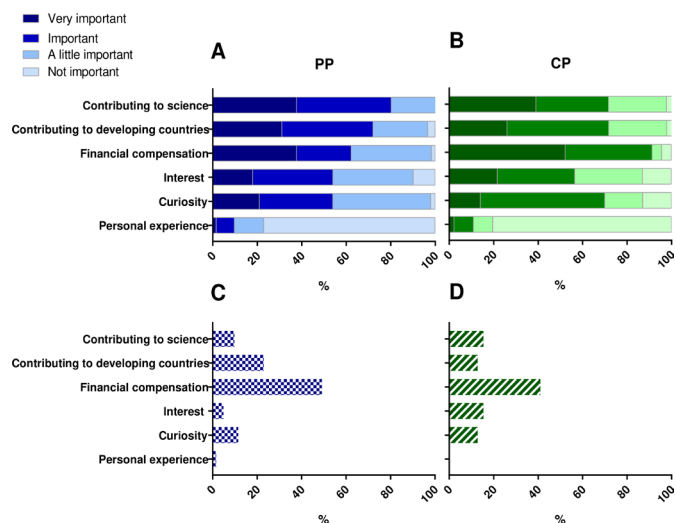 Very important
Important
A little important
Not important
A
B
PP
CP
Contributing to science
Contributing to developing countries
Financial compensation
Interest
Curiosity
Personal experience
0 20 40 60 80 100
0 20 40 60 80 100
%
%
C
D
Contributing to science
Contributing to developing countries
Financial compensation
Interest
Curiosity
Personal experience
0 20 40 60 80 100
0 20 40 60 80 100
%
%